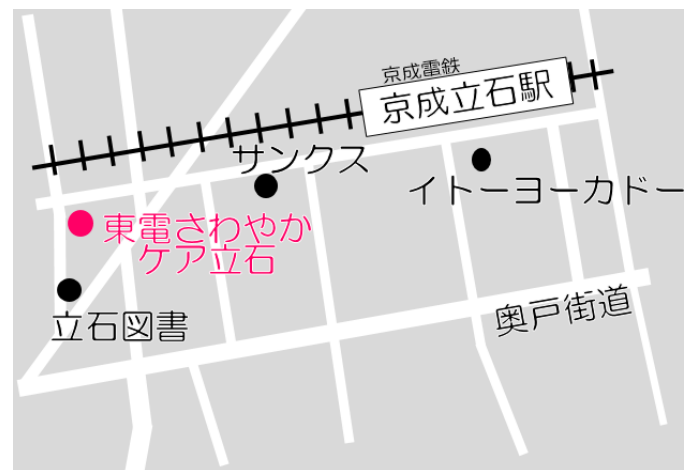 京成電鉄
京成立石駅
サンクス
イトーヨーカドー
東電さわやか
ケア立石
立石図書
奥戸街道